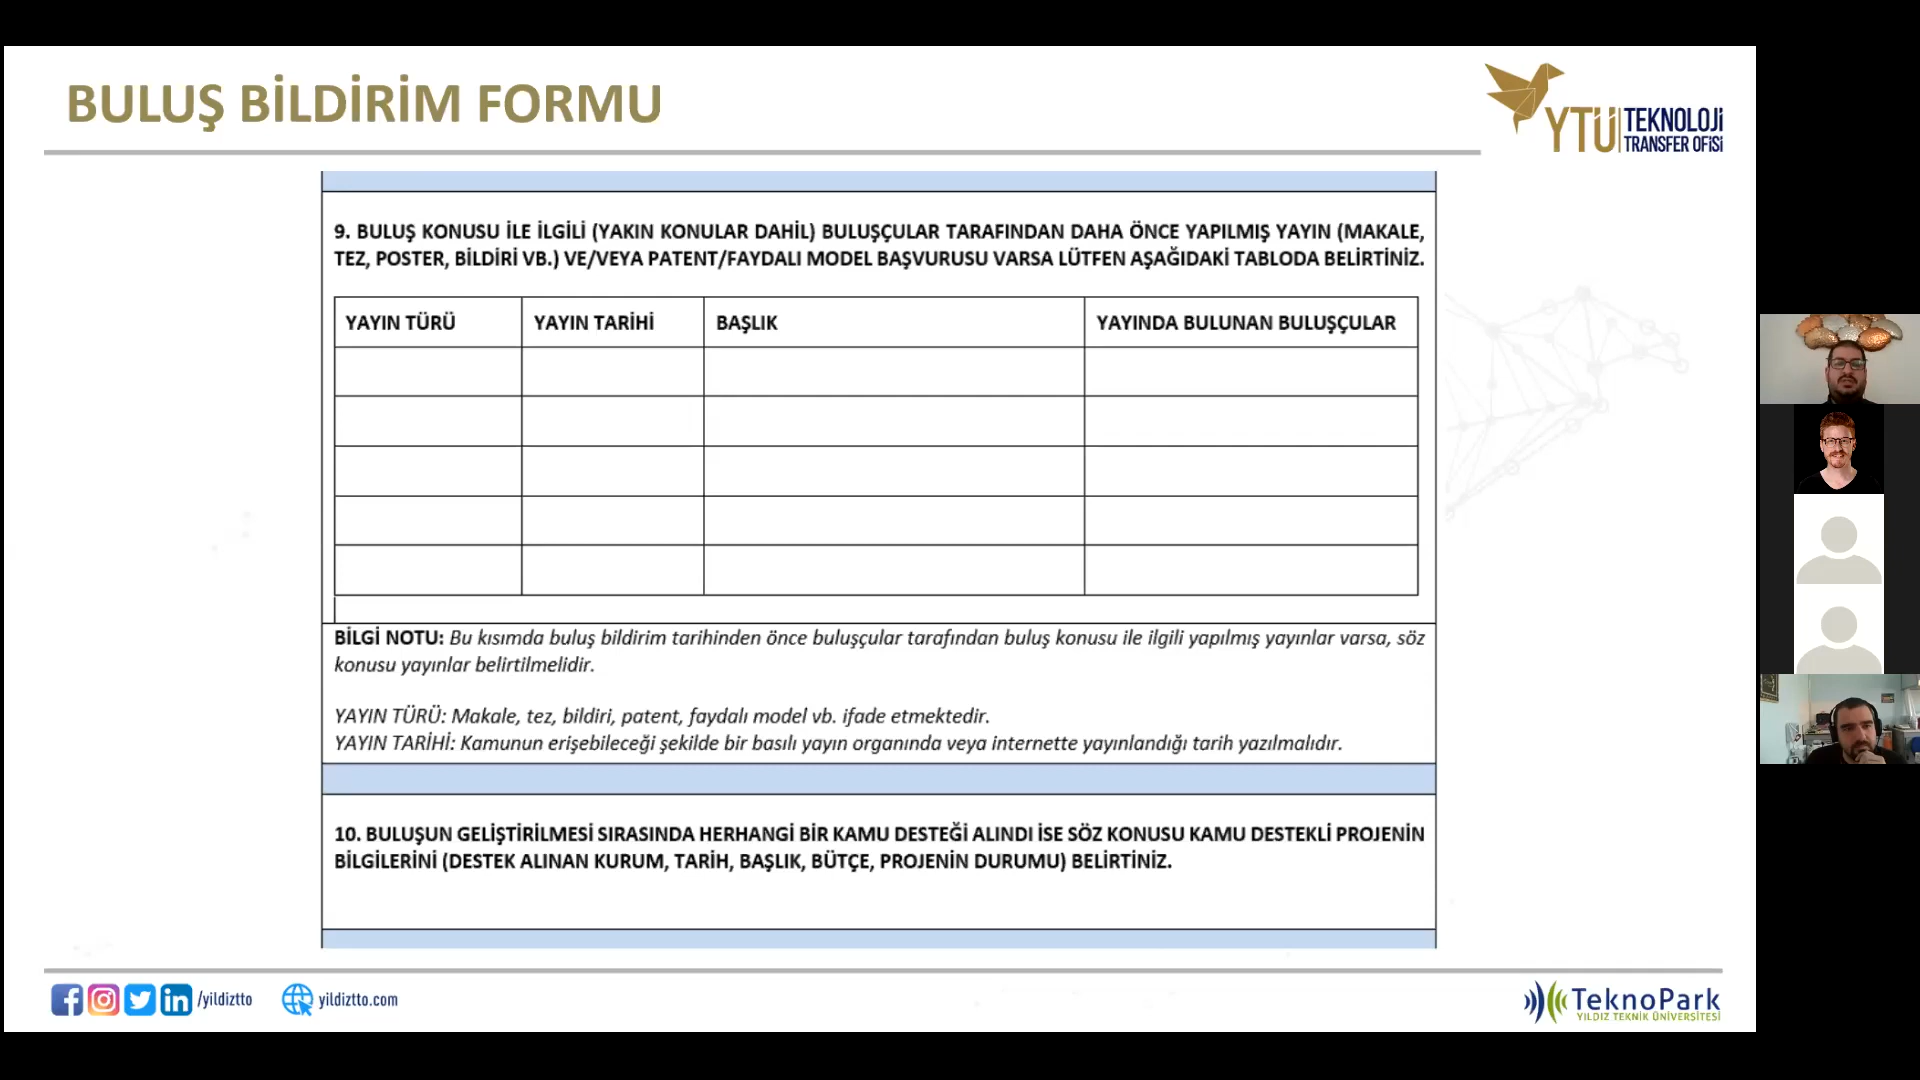 BULUŞ BİLDİRİM FORMU
YTÜ TEKNOLOJİ
TRANSFER OFİSİ
9. BULUŞ KONUSU İLE İLGİLİ (YAKIN KONULAR DAHİL) BULUŞÇULAR TARAFINDAN DAHA ÖNCE YAPILMIŞ YAYIN (MAKALE,
TEZ, POSTER, BİLDİRİ VB.) VE/VEYA PATENT/FAYDALI MODEL BAŞVURUSU VARSA LÜTFEN AŞAĞIDAKİ TABLODA BELİRTİNİZ.
YAYIN TÜRÜ YAYIN TARİHİ BAŞLIK YAYINDA BULUNAN BULUŞÇULAR
BİLGİ NOTU: Bu kısımda buluş bildirim tarihinden önce buluşçular tarafından buluş konusu ile ilgili yapılmış yayınlar varsa, söz
konusu yayınlar belirtilmelidir.
YAYIN TÜRÜ: Makale, tez, bildiri, patent, faydalı model vb. ifade etmektedir.
YAYIN TARİHİ: Kamunun erişebileceği şekilde bir basılı yayın organında veya internette yayınlandığı tarih yazılmalıdır.
10. BULUŞUN GELİŞTİRİLMESİ SIRASINDA HERHANGİ BİR KAMU DESTEĞİ ALINDI İSE SÖZ KONUSU KAMU DESTEKLİ PROJENİN
BİLGİLERİNİ (DESTEK ALINAN KURUM, TARİH, BAŞLIK, BÜTÇE, PROJENİN DURUMU) BELİRTİNİZ.
/yildiztto yildiztto.com
TeknoPark
YILDIZ TEKNİK ÜNİVERSİTESİ